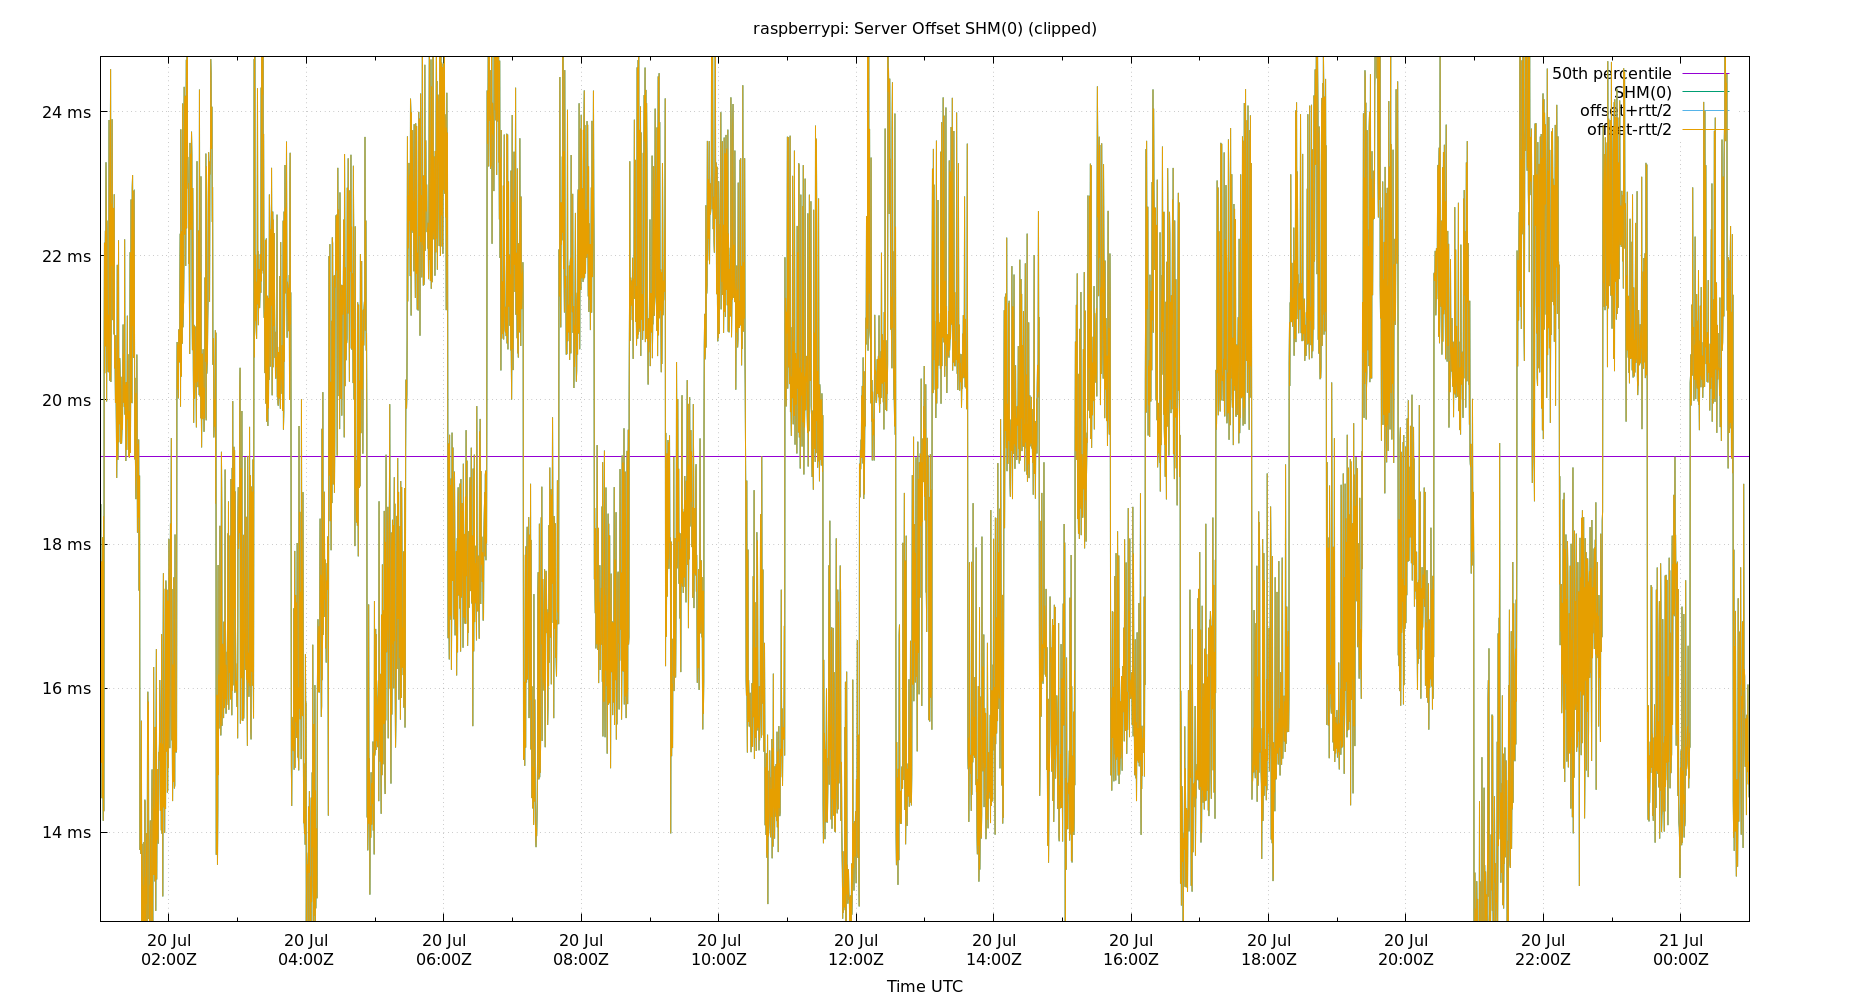 raspberrypi: Server Offset SHM(0) (clipped)
50th percentile
SHM(0)
offset+rtt/2
offset-rtt/2
24 ms
22 ms
20 ms
18 ms
16 ms
14 ms
20 Jul 20 Jul 20 Jul 20 Jul 20 Jul 20 Jul 20 Jul 20 Jul 20 Jul 20 Jul 20 Jul 21 Jul
02:00Z 04:00Z 06:00Z 08:00Z 10:00Z 12:00Z 14:00Z 16:00Z 18:00Z 20:00Z 22:00Z 00:00Z
Time UTC